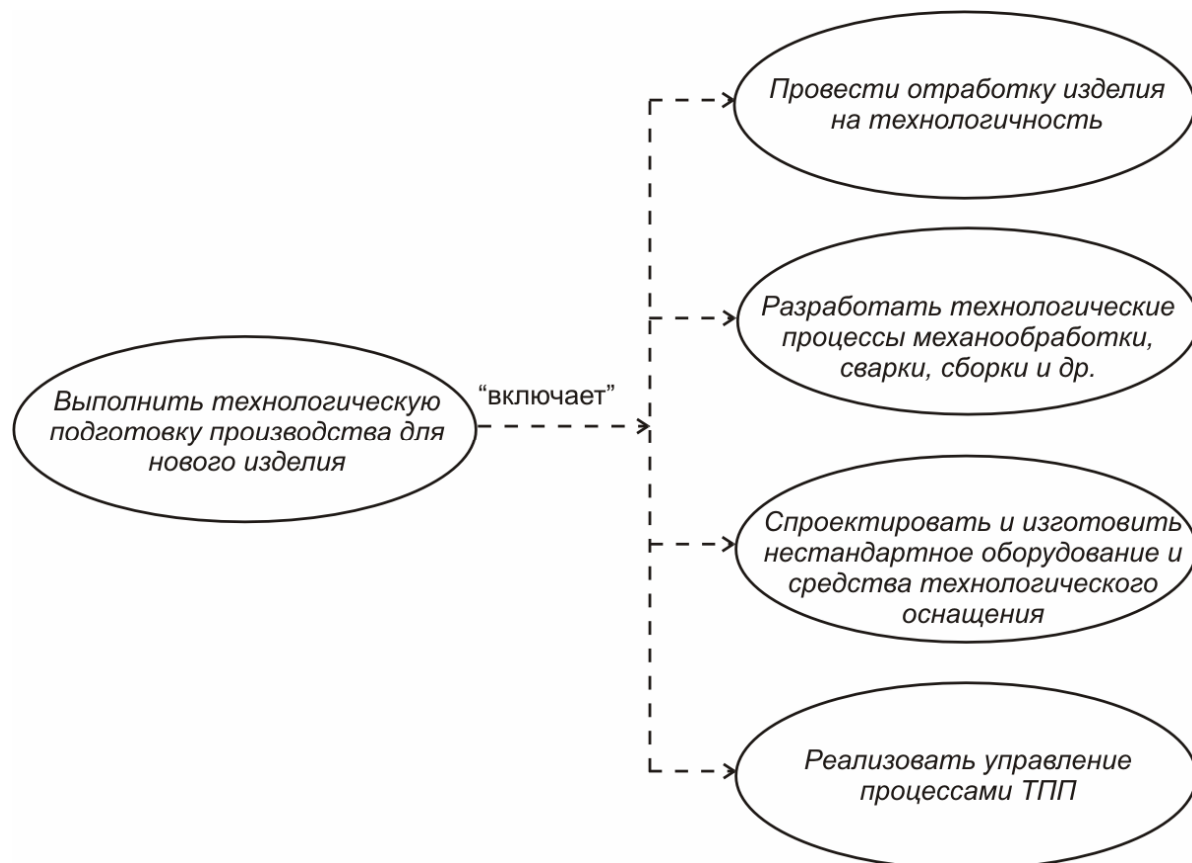 Провести отработку изделия
на технологичность
Разработать технологические
процессы механообработки,
сварки, сборки и др.
“включает”
Выполнить технологическую
подготовку производства для
нового изделия
Спроектировать и изготовить
нестандартное оборудование и
средства технологического
оснащения
Реализовать управление
процессами ТПП